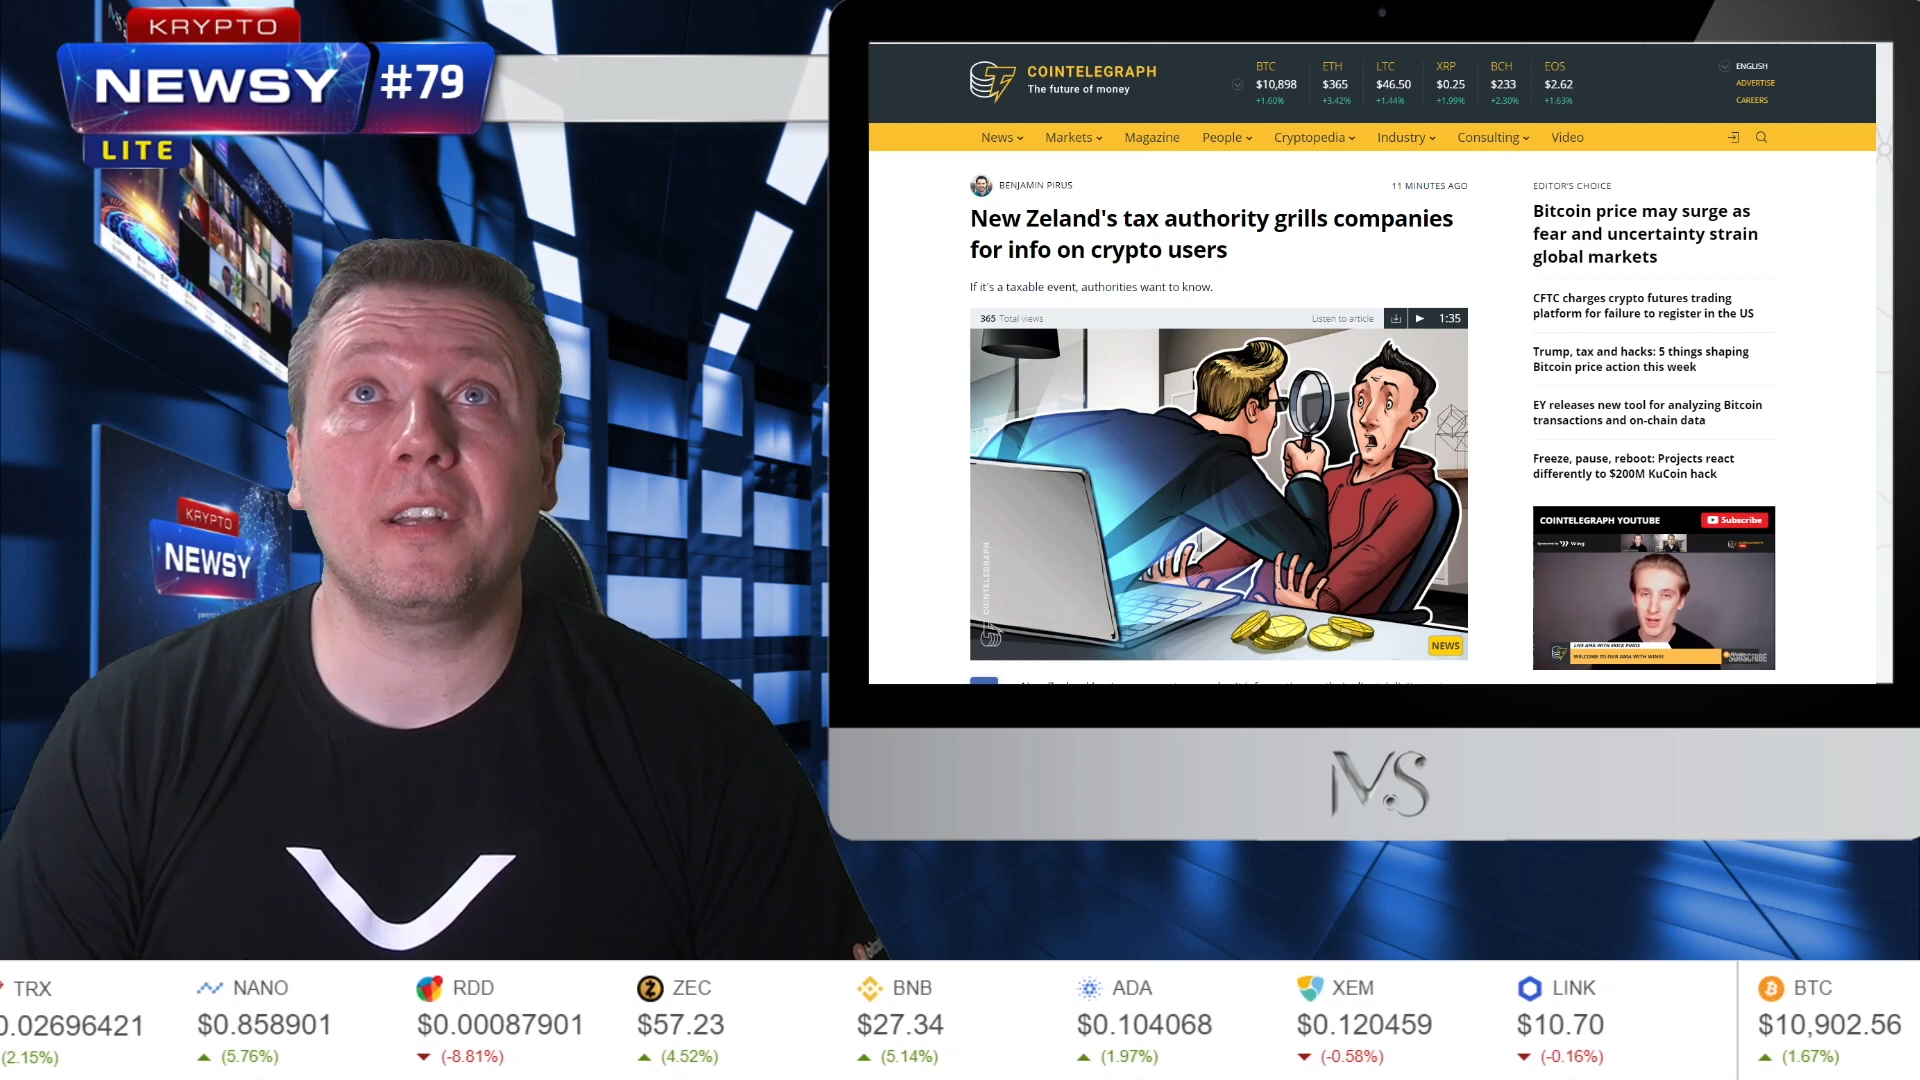 KRYPTO
NEWSY
#79
LITE
KRYPTO
NEWSY
COINTELEGRAPH
The future of money
BTC ETH LTC XRP BCH EOS
$10,898 $365 $46.50 $0.25 $233 $2.62
+1.60% +3.42% +1.44% +1.99% +2.30% +1.63%
ENGLISH
ADVERTISE
CAREERS
News Markets Magazine People Cryptopedia Industry Consulting Video
BENJAMIN PIRUS
11 MINUTES AGO
New Zeland's tax authority grills companies
for info on crypto users
If it's a taxable event, authorities want to know.
365 Total views
Listen to article
1:35
COINTELEGRAPH
NEWS
EDITOR'S CHOICE
Bitcoin price may surge as
fear and uncertainty strain
global markets
CFTC charges crypto futures trading
platform for failure to register in the US
Trump, tax and hacks: 5 things shaping
Bitcoin price action this week
EY releases new tool for analyzing Bitcoin
transactions and on-chain data
Freeze, pause, reboot: Projects react
differently to $200M KuCoin hack
COINTELEGRAPH YOUTUBE
Subscribe
Wing
WELCOME TO OUR AMA WITH WING!
SUBSCRIBE
MS
TRX NANO RDD ZEC BNB ADA XEM LINK BTC
0.02696421 $0.858901 $0.00087901 $57.23 $27.34 $0.104068 $0.120459 $10.70 $10,902.56
(2.15%) (5.76%) (-8.81%) (4.52%) (5.14%) (1.97%) (-0.58%) (-0.16%) (1.67%)